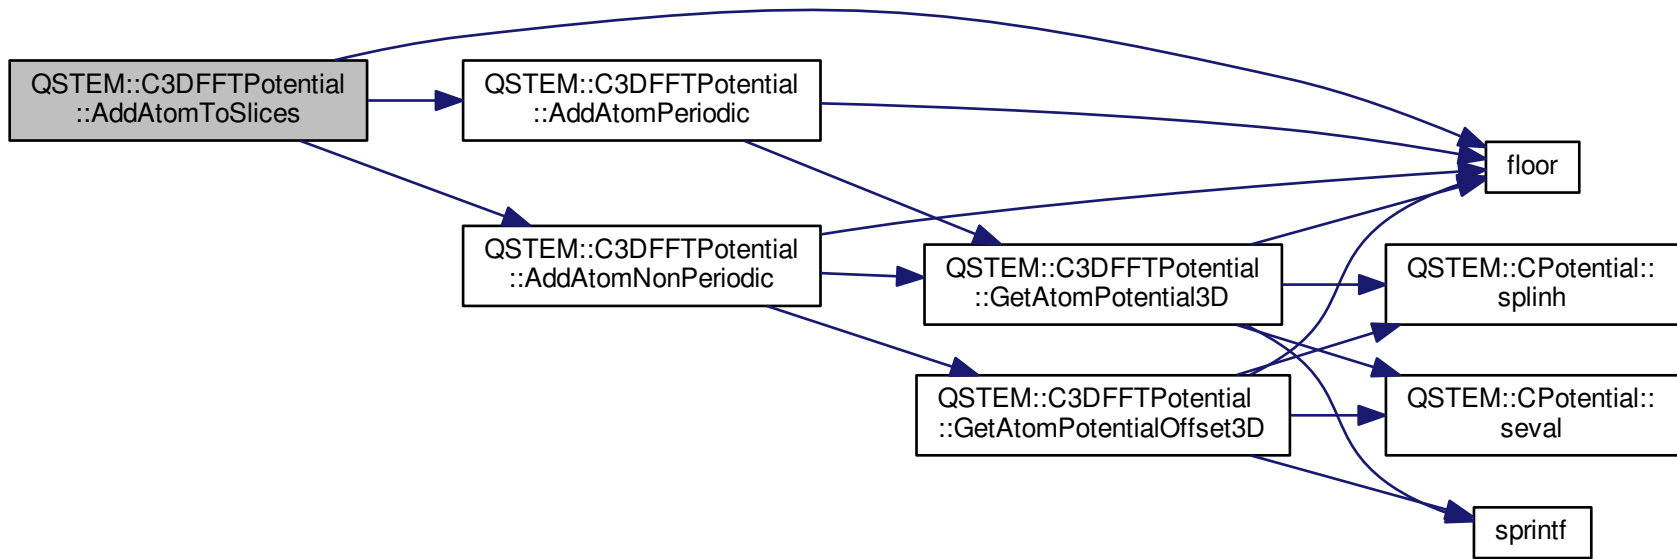 QSTEM::C3DFFTPotential
::AddAtomToSlices
QSTEM::C3DFFTPotential
::AddAtomPeriodic
QSTEM::C3DFFTPotential
::AddAtomNonPeriodic
QSTEM::C3DFFTPotential
::GetAtomPotential3D
QSTEM::C3DFFTPotential
::GetAtomPotentialOffset3D
floor
QSTEM::CPotential::
splinh
QSTEM::CPotential::
seval
sprintf